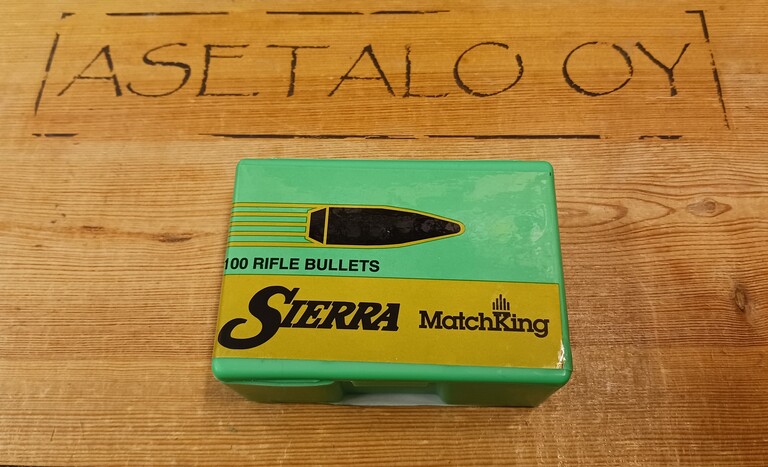 ASETALO OY
100 RIFLE BULLETS
SIERRA MatchKing